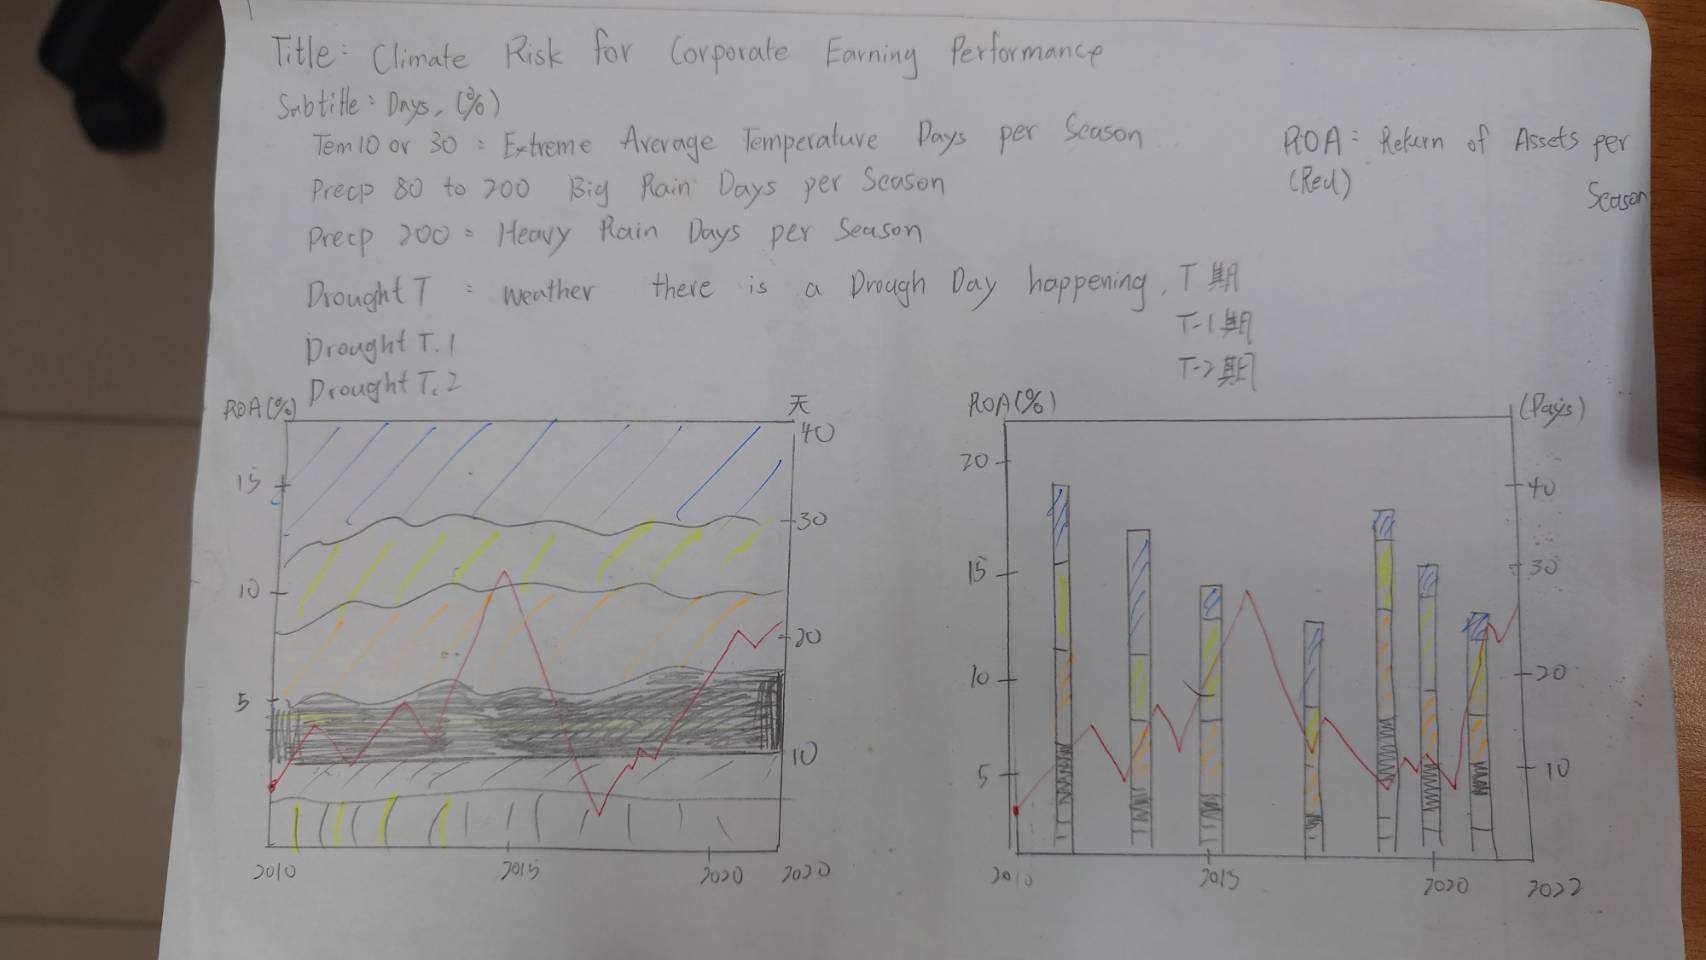 Title: Climate Risk for Corporate Earning Performance
Subtitle: Days, (%)
Tem 10 or 30 : Extreme Average Temperature Days per Season
ROA: Return of Assets per
(Red)
Season
Precp 80 to 200 Big Rain Days per Season
Precp 200 = Heavy Rain Days per Season
Drought T : weather there is a Drough Day happening, T期
Drought T.1
T-1期
Drought T.2
T-2期
ROA(%)
天
40
15
30
10
20
5
10
2010
2015
2020
2020
ROA(%)
(Days)
20
40
15
30
10
20
5
10
2010
2015
2020
2022